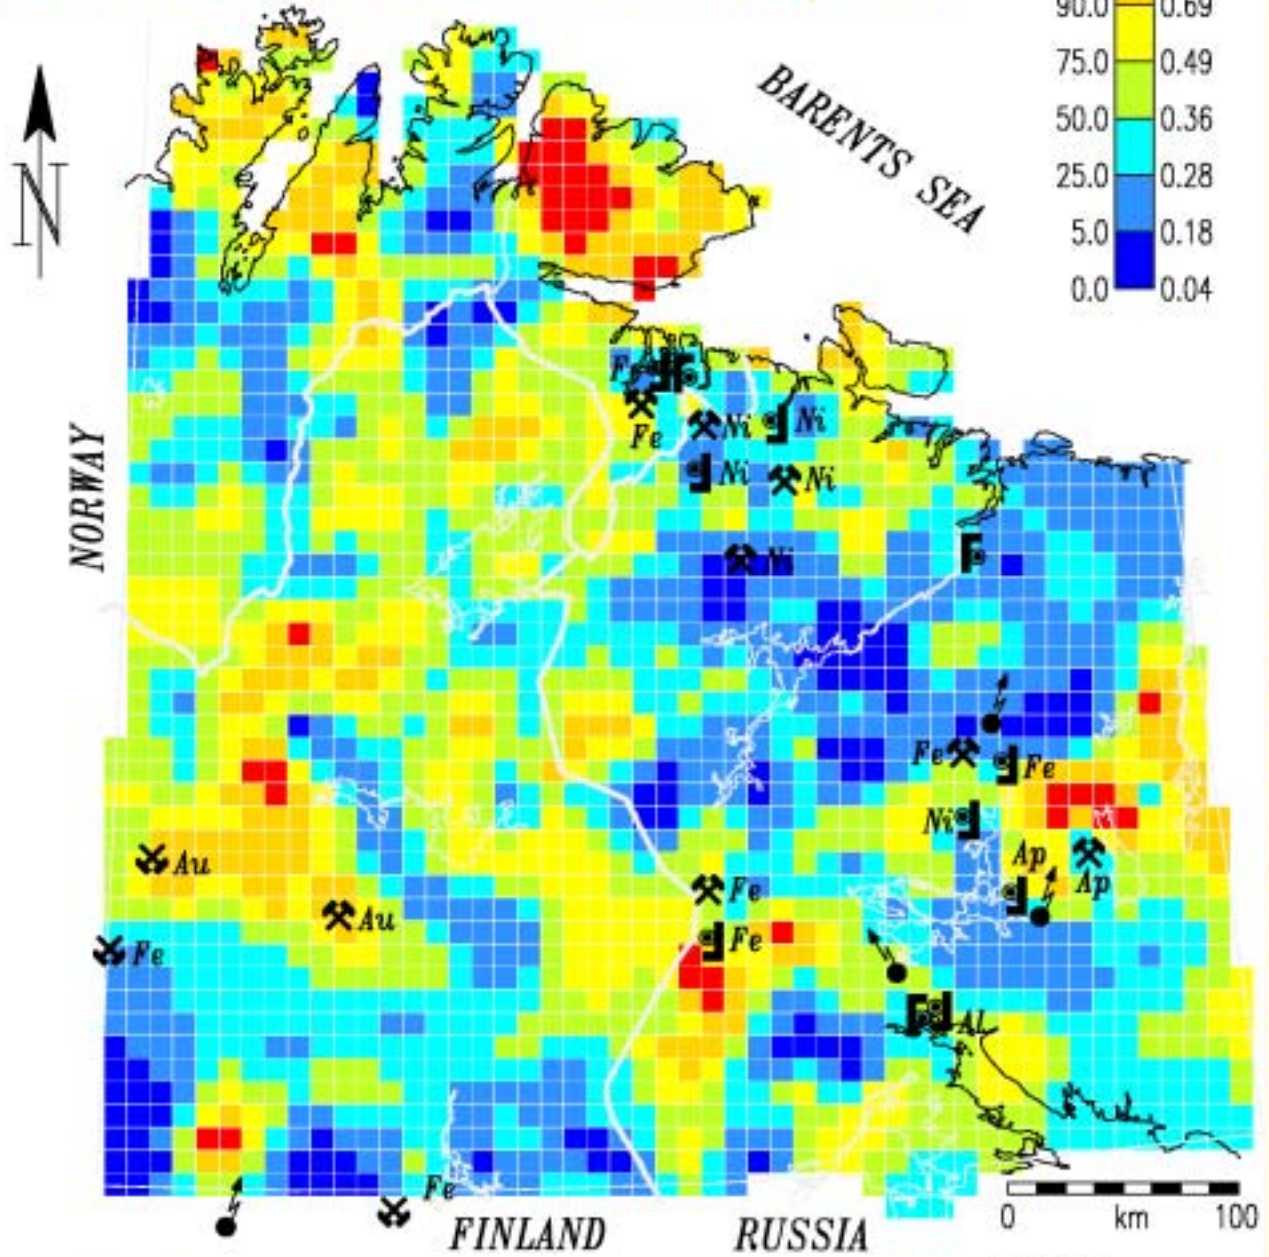 90.0 0.69
75.0 0.49
50.0 0.36
25.0 0.28
5.0 0.18
0.0 0.04
BARENTS SEA
N
NORWAY
Fe
Fe
Ni
Ni
Ni
Ni
Ni
Fe
Fe
Ni
Ap
Ap
Au
Au
Fe
Fe
Fe
Al
Fe
FINLAND
RUSSIA
0 km 100